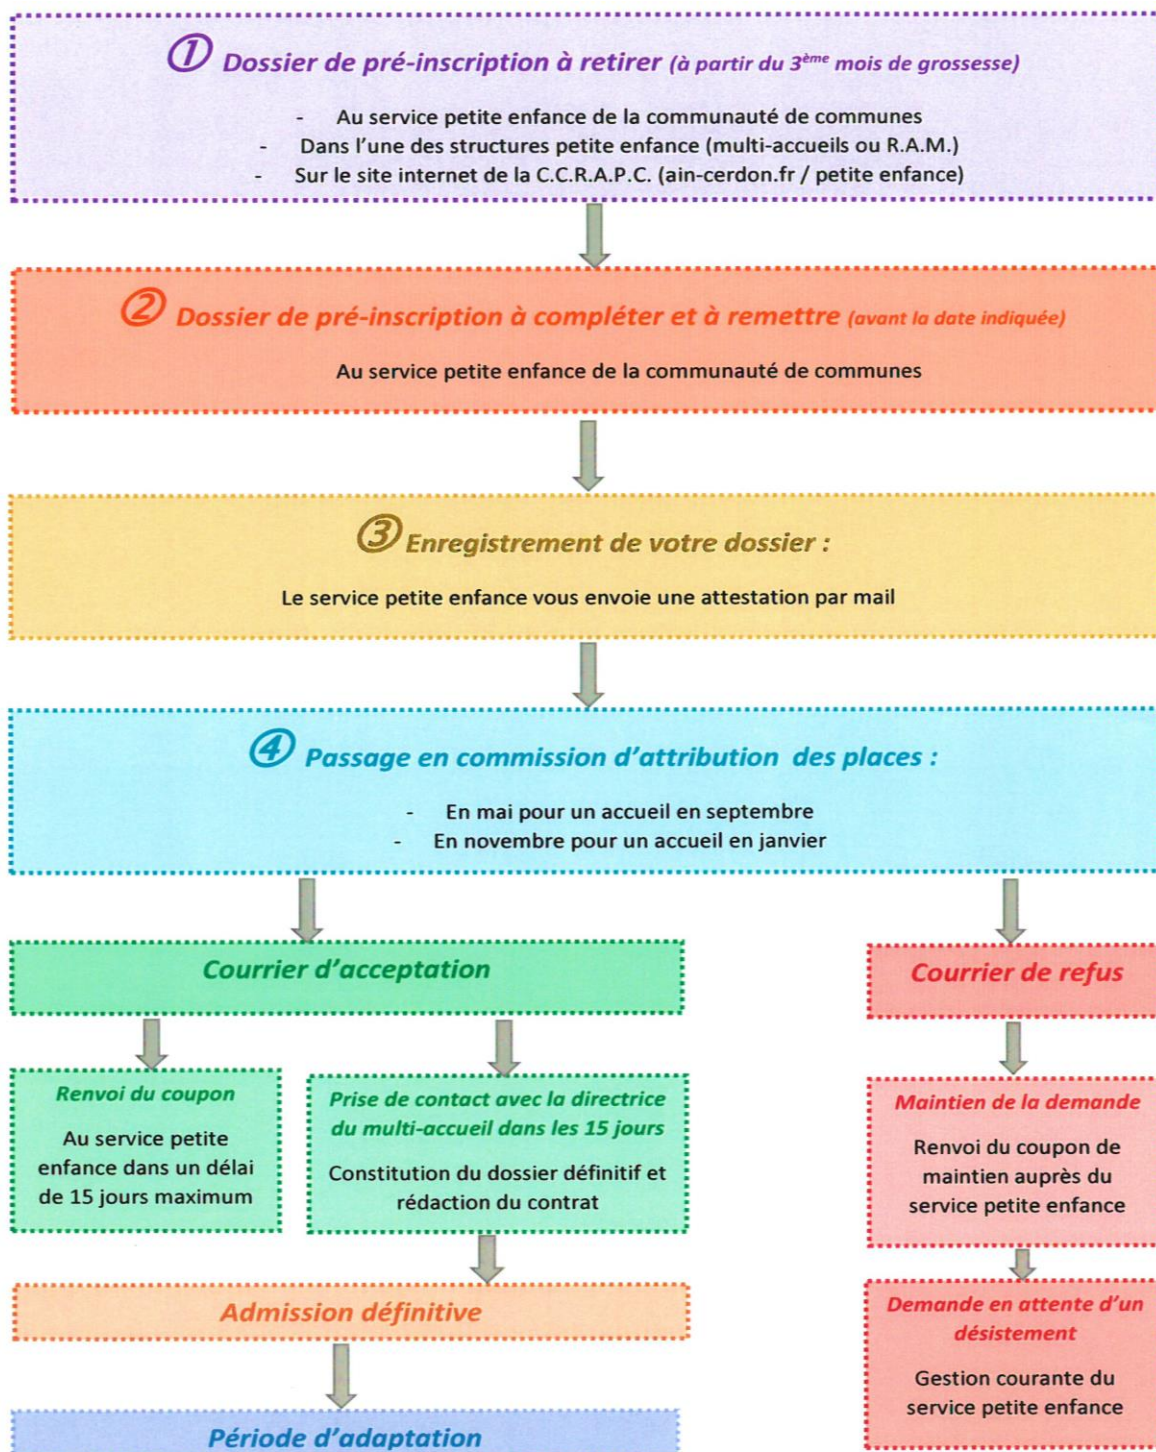 ① Dossier de pré-inscription à retirer (à partir du 3ème mois de grossesse)
- Au service petite enfance de la communauté de communes
- Dans l'une des structures petite enfance (multi-accueils ou R.A.M.)
- Sur le site internet de la C.C.R.A.P.C. (ain-cerdon.fr / petite enfance)
② Dossier de pré-inscription à compléter et à remettre (avant la date indiquée)
Au service petite enfance de la communauté de communes
③ Enregistrement de votre dossier :
Le service petite enfance vous envoie une attestation par mail
④ Passage en commission d'attribution des places :
- En mai pour un accueil en septembre
- En novembre pour un accueil en janvier
Courrier d'acceptation
Renvoi du coupon
Au service petite
enfance dans un délai
de 15 jours maximum
Prise de contact avec la directrice
du multi-accueil dans les 15 jours
Constitution du dossier définitif et
rédaction du contrat
Admission définitive
Période d'adaptation
Courrier de refus
Maintien de la demande
Renvoi du coupon de
maintien auprès du
service petite enfance
Demande en attente d'un
désistement
Gestion courante du
service petite enfance